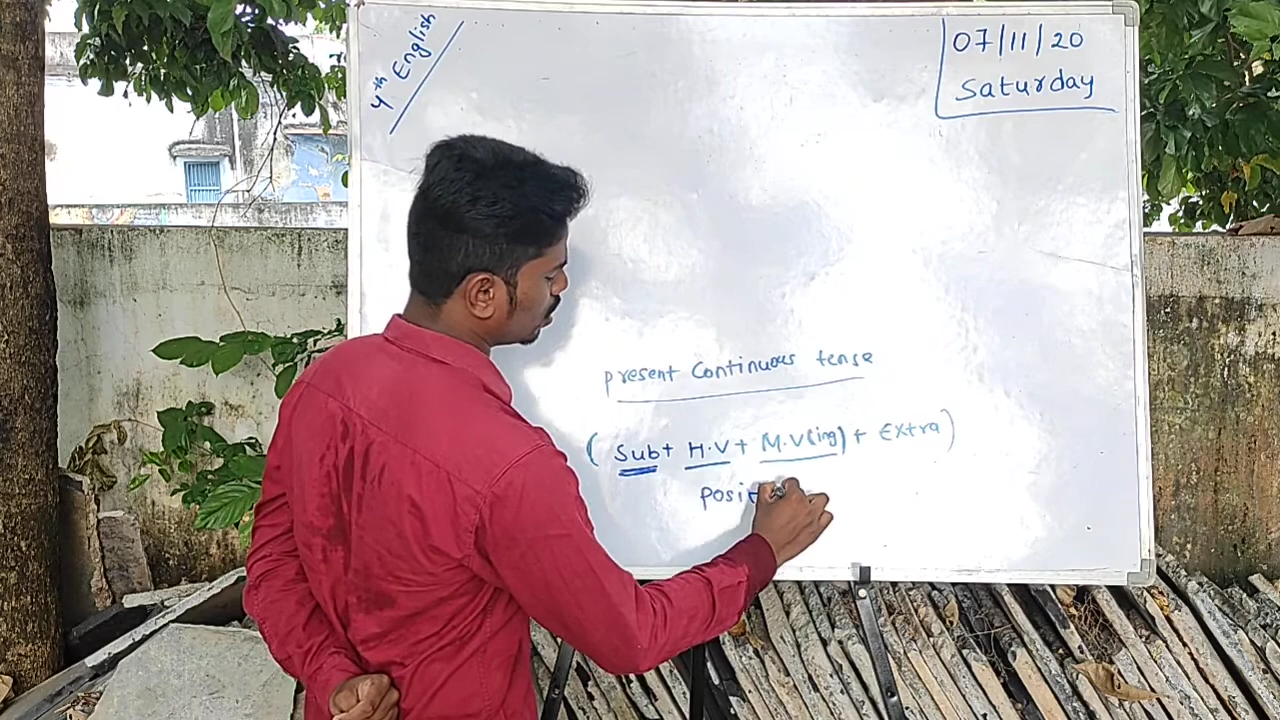 4th English
07/11/20
Saturday
present continuous tense
( Sub + H.V + M.V(ing) + Extra )
posit